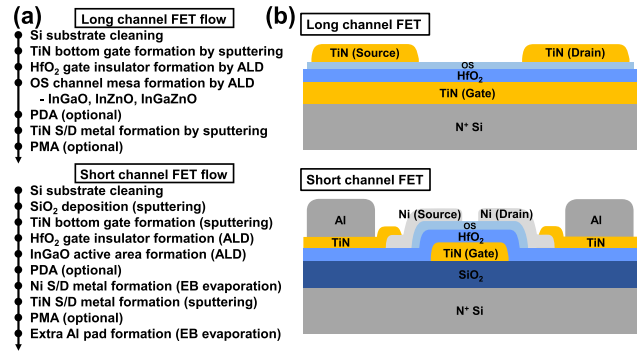 (a)
Long channel FET flow
Si substrate cleaning
TiN bottom gate formation by sputtering
HfO₂ gate insulator formation by ALD
OS channel mesa formation by ALD
- InGaO, InZnO, InGaZnO
PDA (optional)
TiN S/D metal formation by sputtering
PMA (optional)
Short channel FET flow
Si substrate cleaning
SiO₂ deposition (sputtering)
TiN bottom gate formation (sputtering)
HfO₂ gate insulator formation (ALD)
InGaO active area formation (ALD)
PDA (optional)
Ni S/D metal formation (EB evaporation)
TiN S/D metal formation (sputtering)
PMA (optional)
Extra Al pad formation (EB evaporation)
(b)
Long channel FET
TiN (Source) TiN (Drain)
OS
HfO₂
TiN (Gate)
N⁺ Si
Short channel FET
Ni (Source) Ni (Drain)
Al Al
OS
HfO₂
TiN TiN
TiN (Gate)
SiO₂
N⁺ Si